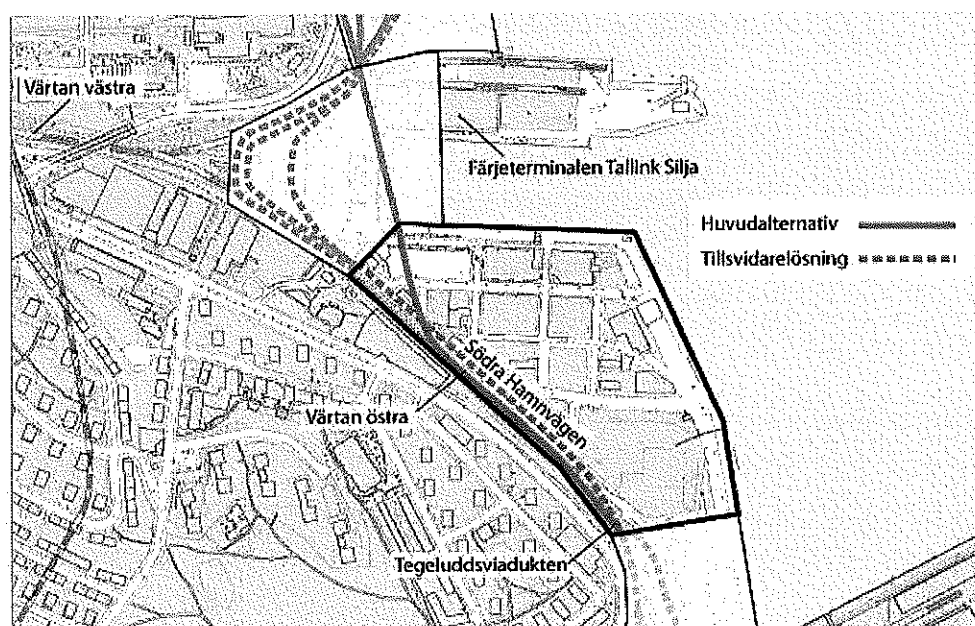 Värtan västra
Färjeterminalen Tallink Silja
Huvudalternativ
Tillsvidarelösning
Södra Hamnvägen
Värtan östra
Tegeluddsviadukten